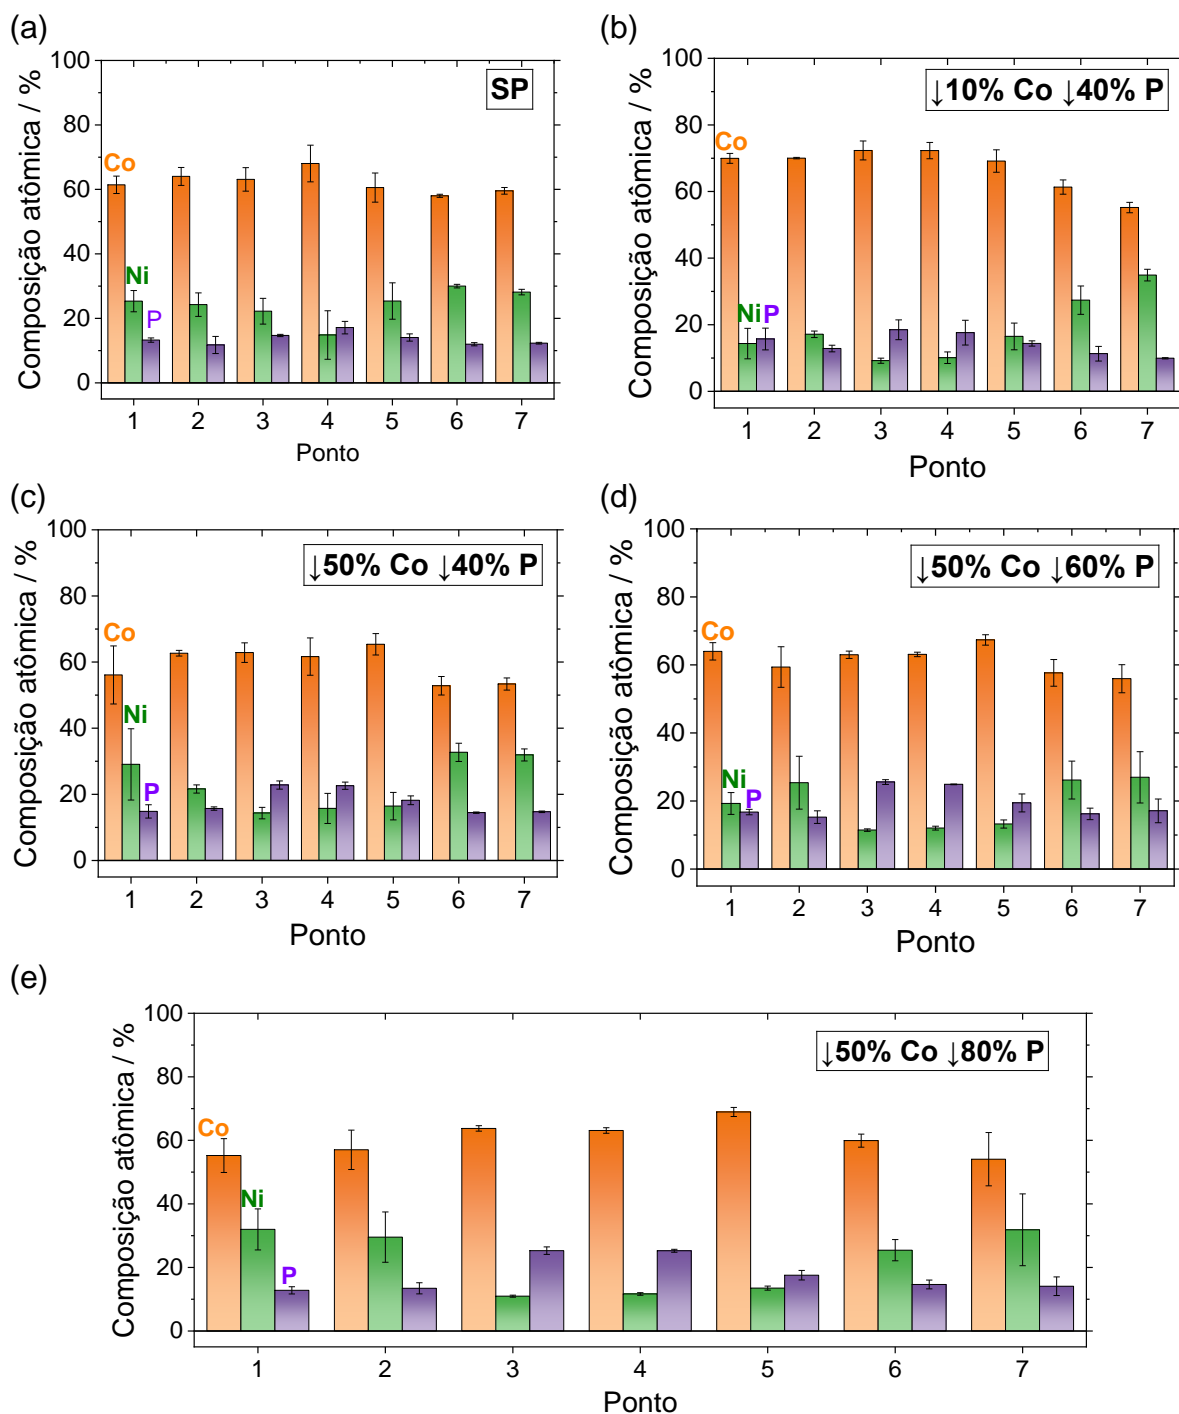 (a)
Composição atômica / %
100
80
60
40
20
0
SP
Co
Ni
P
1 2 3 4 5 6 7
Ponto
(b)
Composição atômica / %
100
80
60
40
20
0
↓10% Co ↓40% P
Co
Ni P
1 2 3 4 5 6 7
Ponto
(c)
Composição atômica / %
100
80
60
40
20
0
↓50% Co ↓40% P
Co
Ni
P
1 2 3 4 5 6 7
Ponto
(d)
Composição atômica / %
100
80
60
40
20
0
↓50% Co ↓60% P
Co
Ni
P
1 2 3 4 5 6 7
Ponto
(e)
Composição atômica / %
100
80
60
40
20
0
↓50% Co ↓80% P
Co
Ni
P
1 2 3 4 5 6 7
Ponto